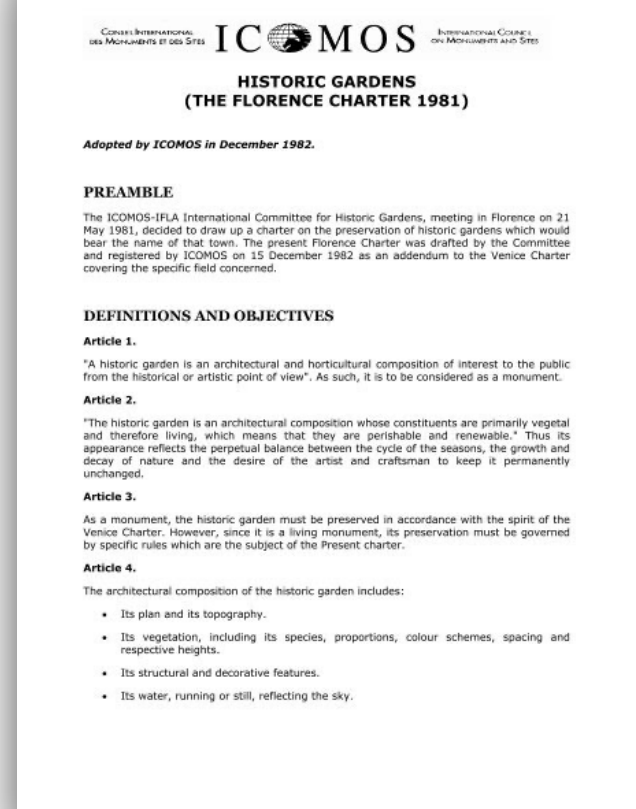 CONSEIL INTERNATIONAL
DES MONUMENTS ET DES SITES
ICOMOS
INTERNATIONAL COUNCIL
ON MONUMENTS AND SITES
HISTORIC GARDENS
(THE FLORENCE CHARTER 1981)
Adopted by ICOMOS in December 1982.
PREAMBLE
The ICOMOS-IFLA International Committee for Historic Gardens, meeting in Florence on 21
May 1981, decided to draw up a charter on the preservation of historic gardens which would
bear the name of that town. The present Florence Charter was drafted by the Committee
and registered by ICOMOS on 15 December 1982 as an addendum to the Venice Charter
covering the specific field concerned.
DEFINITIONS AND OBJECTIVES
Article 1.
"A historic garden is an architectural and horticultural composition of interest to the public
from the historical or artistic point of view". As such, it is to be considered as a monument.
Article 2.
"The historic garden is an architectural composition whose constituents are primarily vegetal
and therefore living, which means that they are perishable and renewable." Thus its
appearance reflects the perpetual balance between the cycle of the seasons, the growth and
decay of nature and the desire of the artist and craftsman to keep it permanently
unchanged.
Article 3.
As a monument, the historic garden must be preserved in accordance with the spirit of the
Venice Charter. However, since it is a living monument, its preservation must be governed
by specific rules which are the subject of the Present charter.
Article 4.
The architectural composition of the historic garden includes:
• Its plan and its topography.
• Its vegetation, including its species, proportions, colour schemes, spacing and
respective heights.
• Its structural and decorative features.
• Its water, running or still, reflecting the sky.